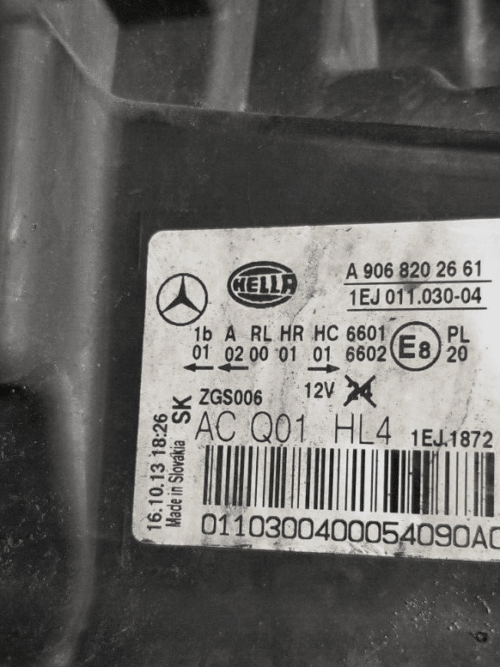 HELLA
A 906 820 26 61
1EJ 011.030-04
1b A RL HR HC 6601 E8 PL
01 02 00 01 01 6602 20
ZGS006 12V 24
AC Q01 HL4 1EJ.1872
0110300400054090AC
SK
16.10.13 18:26
Made in Slovakia